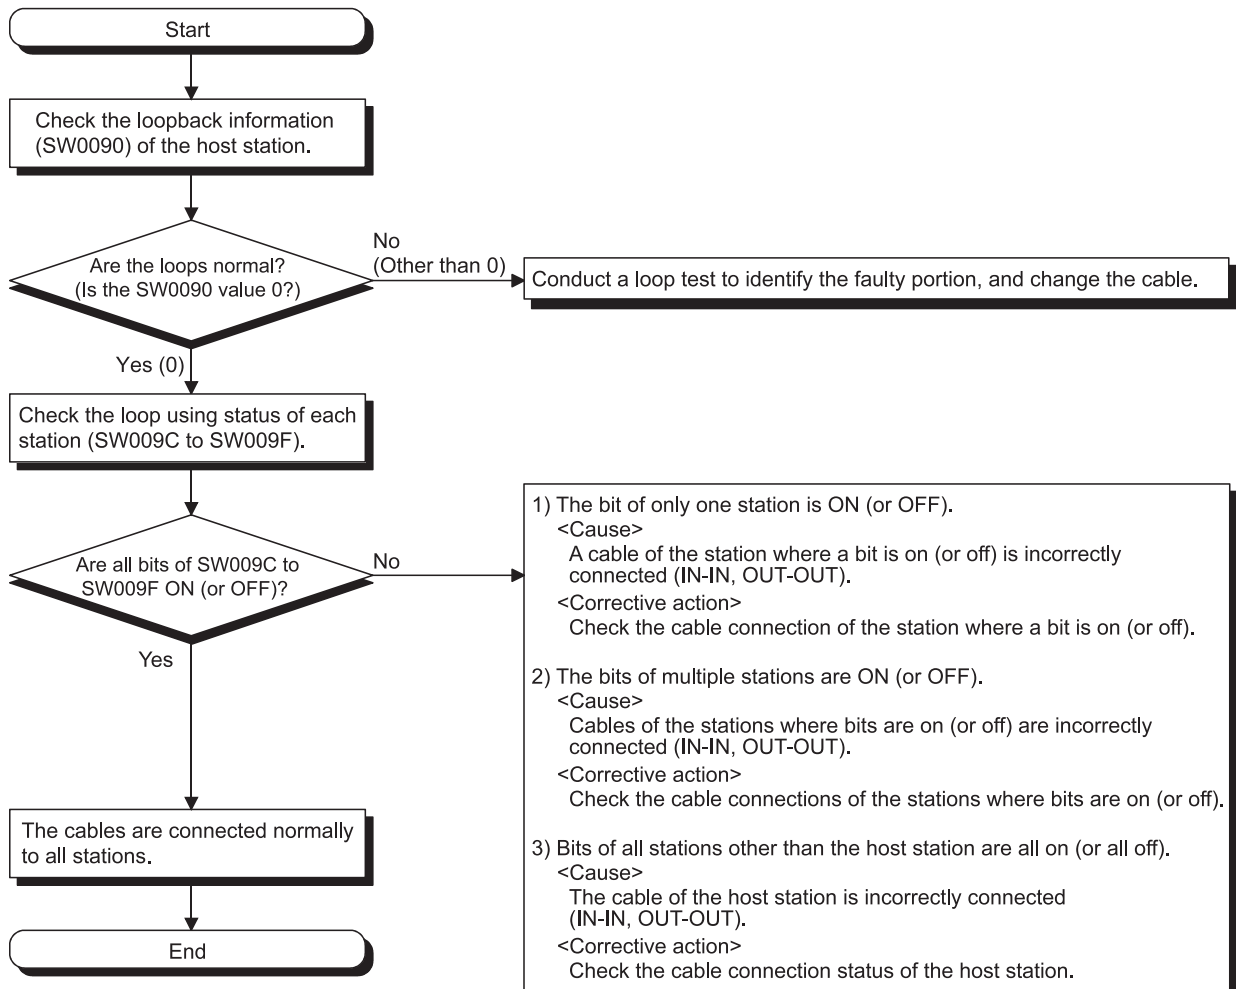 Start
Check the loopback information
(SW0090) of the host station.
Are the loops normal?
(Is the SW0090 value 0?)
No
(Other than 0)
Conduct a loop test to identify the faulty portion, and change the cable.
Yes (0)
Check the loop using status of each
station (SW009C to SW009F).
Are all bits of SW009C to
SW009F ON (or OFF)?
No
1) The bit of only one station is ON (or OFF).
<Cause>
A cable of the station where a bit is on (or off) is incorrectly
connected (IN-IN, OUT-OUT).
<Corrective action>
Check the cable connection of the station where a bit is on (or off).
2) The bits of multiple stations are ON (or OFF).
<Cause>
Cables of the stations where bits are on (or off) are incorrectly
connected (IN-IN, OUT-OUT).
<Corrective action>
Check the cable connections of the stations where bits are on (or off).
3) Bits of all stations other than the host station are all on (or all off).
<Cause>
The cable of the host station is incorrectly connected
(IN-IN, OUT-OUT).
<Corrective action>
Check the cable connection status of the host station.
Yes
The cables are connected normally
to all stations.
End